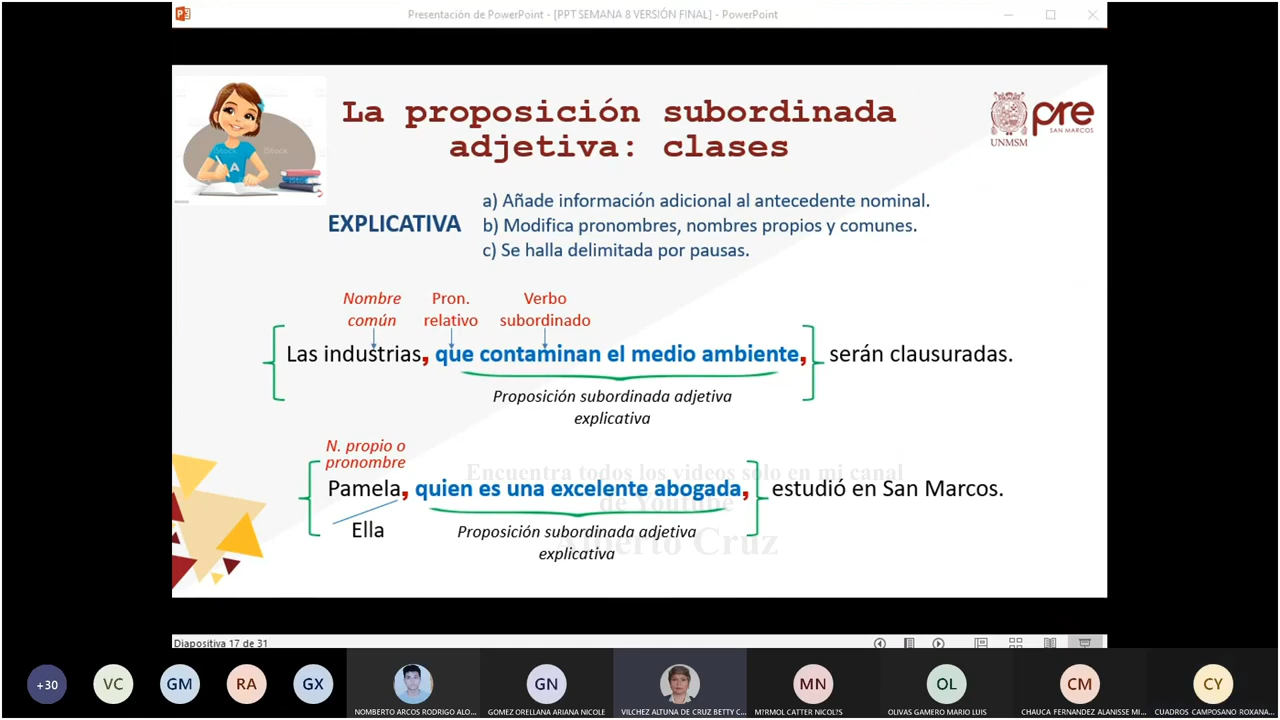 Presentación de PowerPoint - [PPT SEMANA 8 VERSIÓN FINAL] - PowerPoint
La proposición subordinada
adjetiva: clases
UNMSM
pre
SAN MARCOS
iStock
A
EXPLICATIVA
a) Añade información adicional al antecedente nominal.
b) Modifica pronombres, nombres propios y comunes.
c) Se halla delimitada por pausas.
Nombre común
Pron. relativo
Verbo subordinado
Las industrias, que contaminan el medio ambiente, serán clausuradas.
Proposición subordinada adjetiva
explicativa
N. propio o
pronombre
Encuentra todos los videos solo en mi canal
de Youtube
Alberto Cruz
Pamela, quien es una excelente abogada, estudió en San Marcos.
Ella
Proposición subordinada adjetiva
explicativa
Diapositiva 17 de 31
+30
VC
GM
RA
GX
GN
MN
OL
CM
CY
NOMBERTO ARCOS RODRIGO ALO...
GOMEZ ORELLANA ARIANA NICOLE
VILCHEZ ALTUNA DE CRUZ BETTY C...
M?RMOL CATTER NICOL?S
OLIVAS GAMERO MARIO LUIS
CHAUCA FERNANDEZ ALANISSE MI...
CUADROS CAMPOSANO ROXANA...